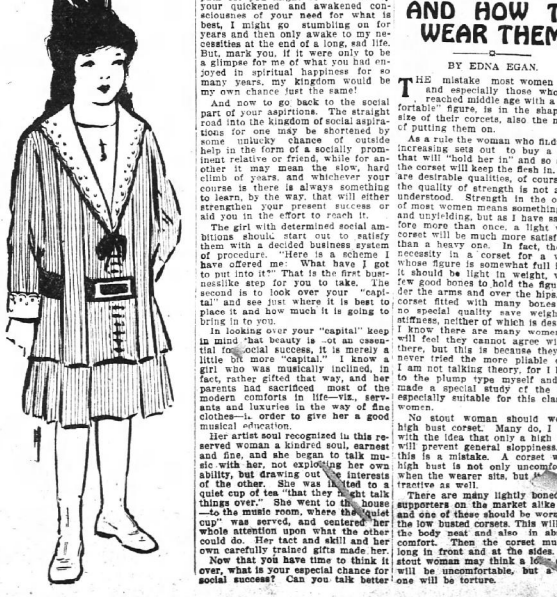 your quickened and awakened con-
sciousnes of your need for what is
best, I might go stumbling on for
years and then only awake to my ne-
cessities at the end of a long, sad life.
But, mark you, if it were only to be
a glimpse for me of what you had en-
joyed in spiritual happiness for so
many years, my kingdom would be
my own chance just the same!
And now to go back to the social
part of your aspirtions. The straight
road into the kingdom of social aspira-
tions for one may be shortened by
some unlucky chance of outside
help in the form of a socially prom-
inent relative or friend, while for an-
other it may mean the slow, hard
climb of years, and whichever your
course is there is always something
to learn, by the way, that will either
strengthen your present success or
aid you in the effort to reach it.
The girl with determined social am-
bitions should start out to satisfy
them with a decided business system
of procedure. "Here is a scheme I
have offered me: What have I got
to put into it?" That is the first busi-
nesslike step for you to take. The
second is to look over your "capi-
tal" and see just where it is best to
place it and how much it is going to
bring in to you.
In looking over your "capital" keep
in mind that beauty is not an essen-
tial for social success, it is merely a
little bit more "capital." I know a
girl who was musically inclined, in
fact, rather gifted that way, and her
parents had sacrificed most of the
modern comforts in life—viz., serv-
ants and luxuries in the way of fine
clothes—in order to give her a good
musical education.
Her artist soul recognized in this re-
served woman a kindred soul, earnest
and fine, and she began to talk mu-
sic with her, not exploiting her own
ability, but drawing out the interests
of the other. She was invited to a
quiet cup of tea "that they might talk
things over." She went to the house
—to the music room, where the "quiet
cup" was served, and centered her
whole attention upon what the other
could do. Her tact and skill and her
own carefully trained gifts made her.
Now that you have time to think it
over, what is your especial chance for
social success? Can you talk better
AND HOW T
WEAR THEM
BY EDNA EGAN.
THE mistake most women
and especially those who
reached middle age with a
fortable" figure, is in the shap
size of their corcets, also the m
of putting them on.
As a rule the woman who find
increasing sets out to buy a
that will "hold her in" and so
the corset will keep the flesh in.
are desirable qualities, of cours
the quality of strength is not
understood. Strength in the o
of most women means something
and unyielding, but as I have sa
fore more than once, a light
corset will be much more satisf
than a heavy one. In fact, th
necessity in a corset for a
whose figure is somewhat full
it should be light in weight,
few good bones to hold the figu
der the arms and over the hips.
corset fitted with many bones
no special quality save weigh
stiffness, neither of which is des
I know there are many women
will feel they cannot agree wi
there, but this is because they
never tried the more pliable
I am not talking theory, for I
to the plump type myself and
made a special study of the
especially suitable for this clas
women.
No stout woman should we
high bust corset. Many do, I
with the idea that only a high
will prevent general sloppiness.
this is a mistake. A corset w
high bust is not only uncomfo
when the wearer sits, but
tractive as well.
There are many lightly boned
supporters on the market alike
and one of these should be worn
the low busted corsets. This will
the body neat and also in ab
comfort. Then the corset mu
long in front and at the sides.
stout woman may think a lo
will be uncomfortable, but a
one will be torture.